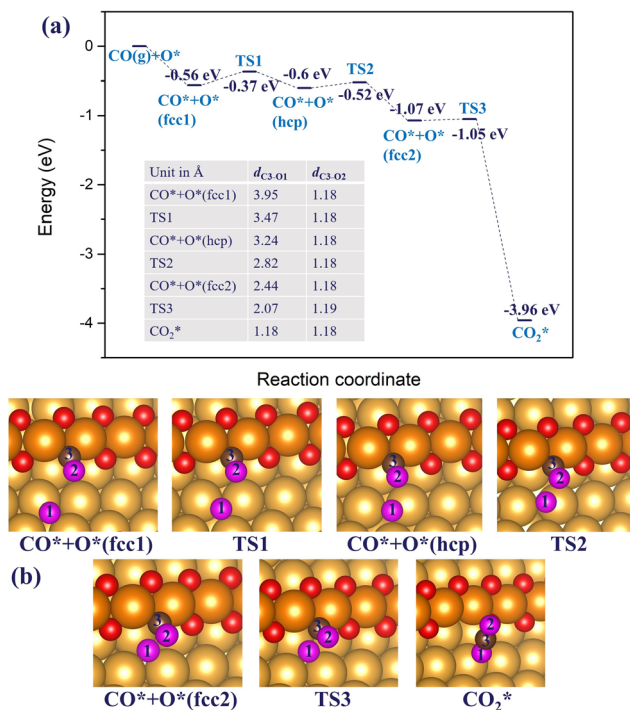 (a)
0
-1
-2
-3
-4
Energy (eV)
Reaction coordinate
CO(g)+O*
-0.56 eV
CO*+O*
(fcc1)
TS1
-0.37 eV
-0.6 eV
CO*+O*
(hcp)
TS2
-0.52 eV
-1.07 eV
CO*+O*
(fcc2)
TS3
-1.05 eV
-3.96 eV
CO₂*
Unit in Å d_C3-O1 d_C3-O2
CO*+O*(fcc1) 3.95 1.18
TS1 3.47 1.18
CO*+O*(hcp) 3.24 1.18
TS2 2.82 1.18
CO*+O*(fcc2) 2.44 1.18
TS3 2.07 1.19
CO₂* 1.18 1.18
3
2
1
CO*+O*(fcc1)
3
2
1
TS1
3
2
1
CO*+O*(hcp)
3
2
1
TS2
(b)
3
2
1
CO*+O*(fcc2)
3
2
1
TS3
2
3
1
CO₂*